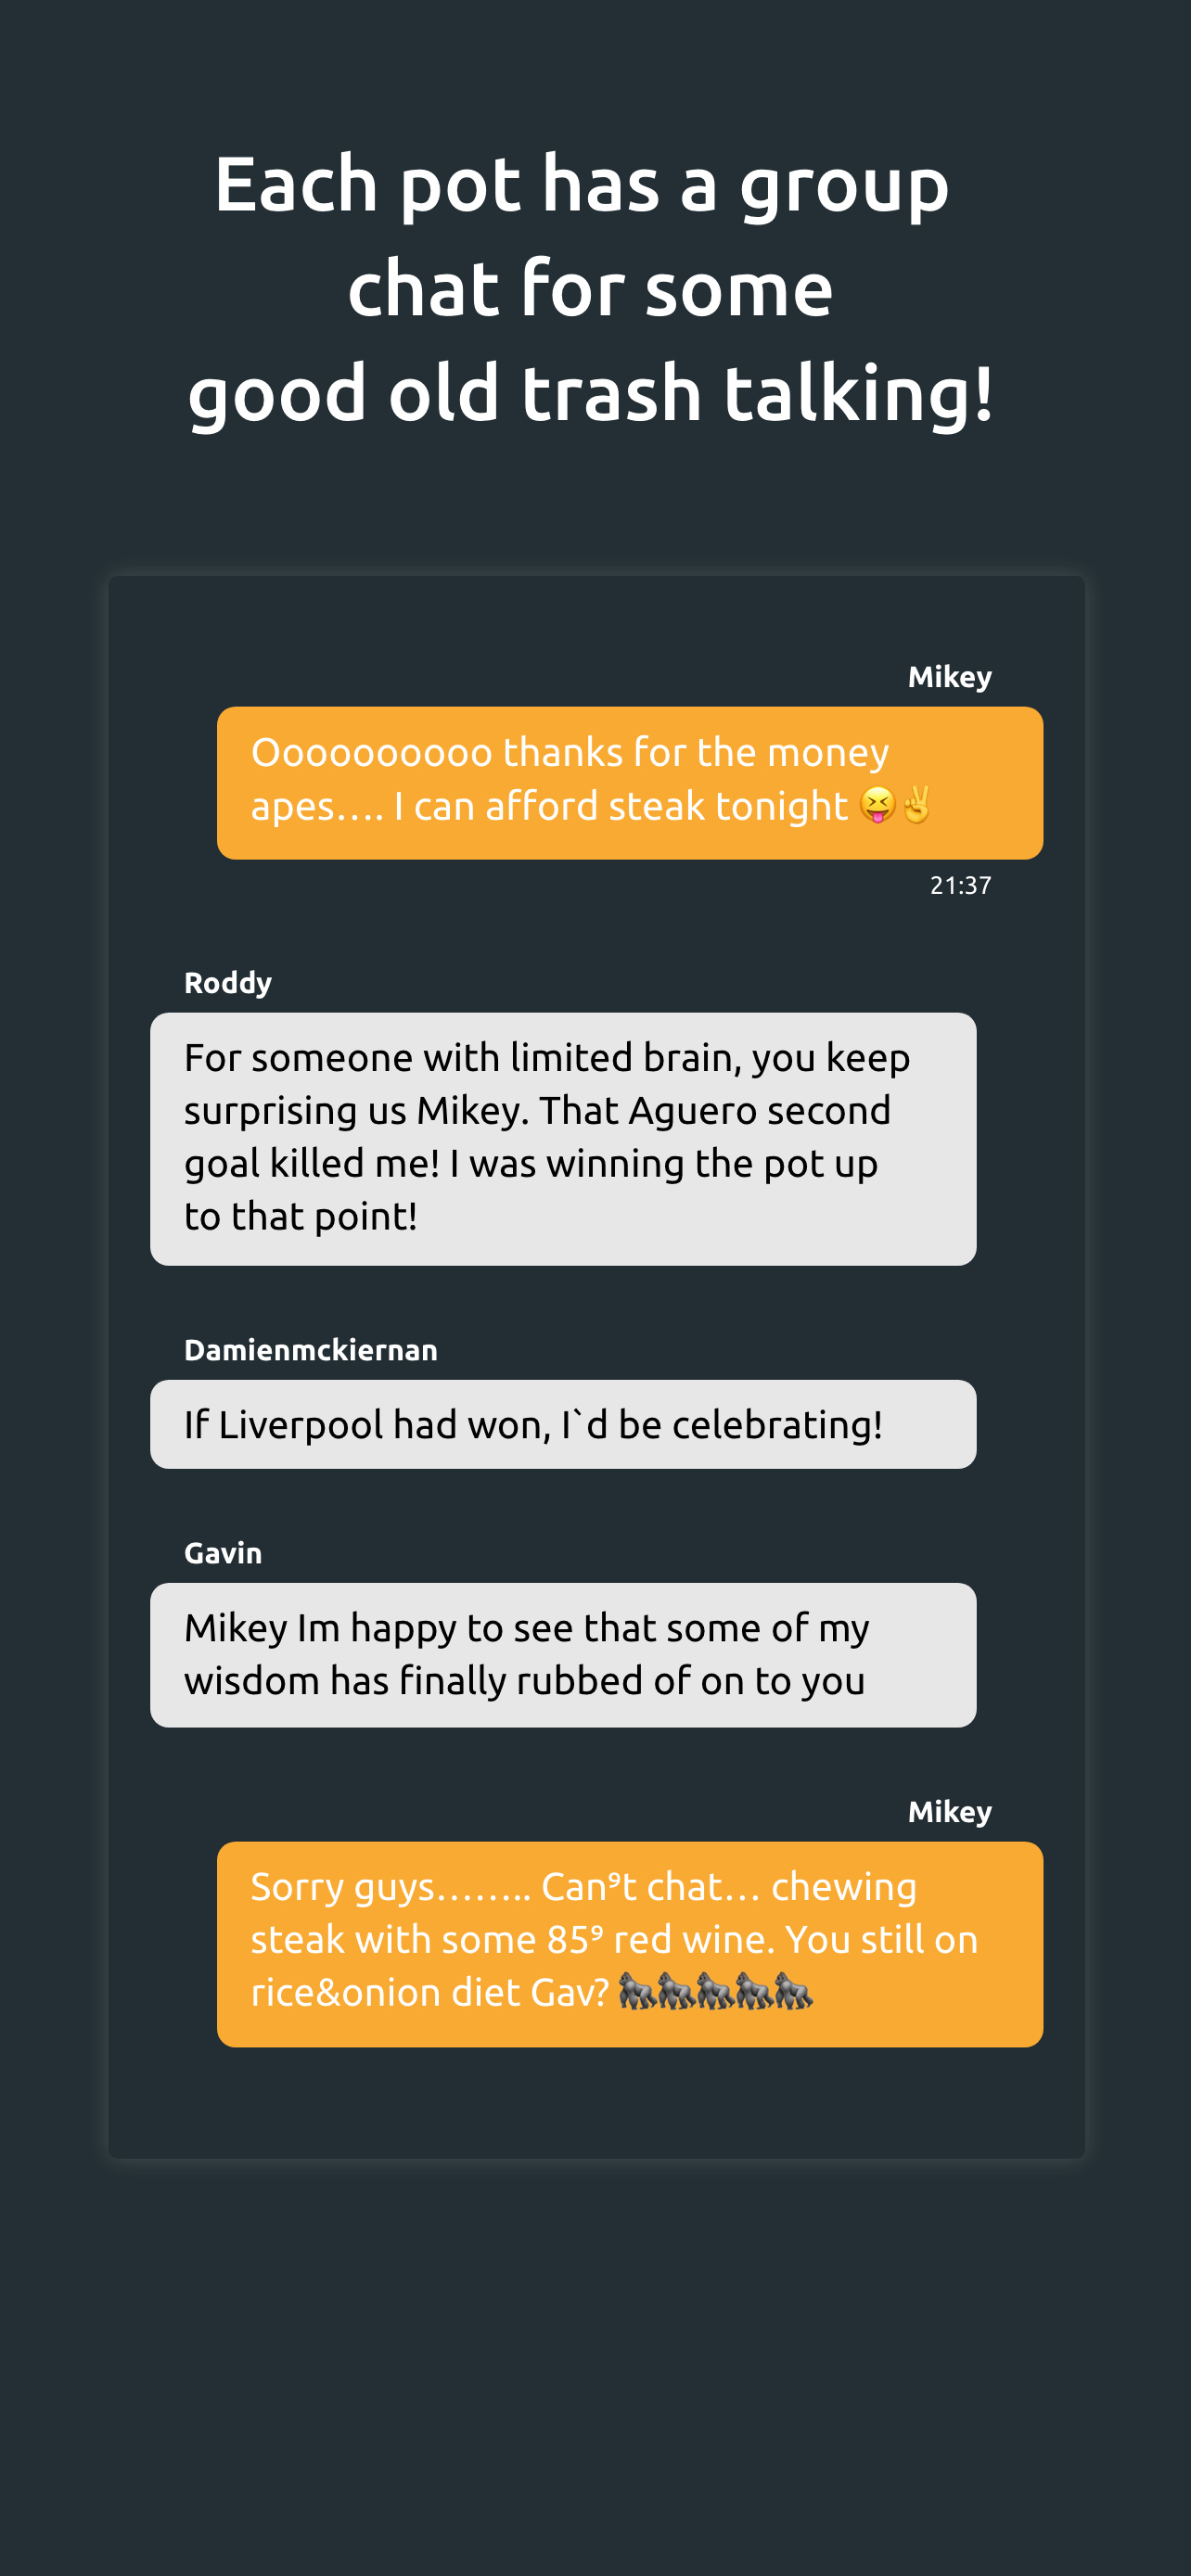 Each pot has a group
chat for some
good old trash talking!
Mikey
Oooooooooo thanks for the money
apes.... I can afford steak tonight 😝✌️
21:37
Roddy
For someone with limited brain, you keep
surprising us Mikey. That Aguero second
goal killed me! I was winning the pot up
to that point!
Damienmckiernan
If Liverpool had won, I`d be celebrating!
Gavin
Mikey Im happy to see that some of my
wisdom has finally rubbed of on to you
Mikey
Sorry guys........ Can⁹t chat... chewing
steak with some 85⁹ red wine. You still on
rice&onion diet Gav? 🦍🦍🦍🦍🦍